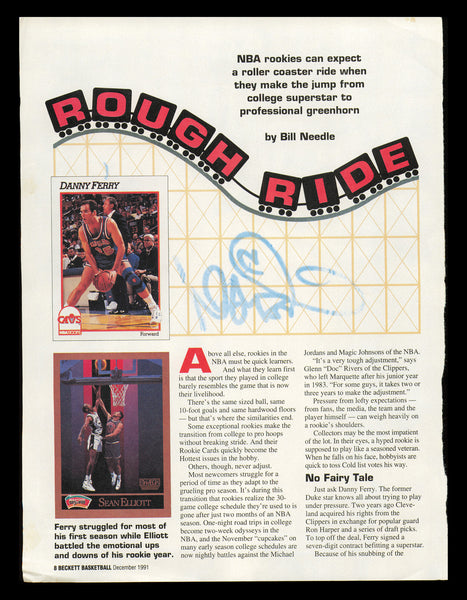 NBA rookies can expect
a roller coaster ride when
they make the jump from
college superstar to
professional greenhorn
by Bill Needle
ROUGH RIDE
DANNY FERRY
CAVS
Forward
SKYBOX
SEAN ELLIOTT
Ferry struggled for most of
his first season while Elliott
battled the emotional ups
and downs of his rookie year.
Above all else, rookies in the
NBA must be quick learners.
And what they learn first
is that the sport they played in college
barely resembles the game that is now
their livelihood.
There's the same sized ball, same
10-foot goals and same hardwood floors
— but that's where the similarities end.
Some exceptional rookies make the
transition from college to pro hoops
without breaking stride. And their
Rookie Cards quickly become the
Hottest issues in the hobby.
Others, though, never adjust.
Most newcomers struggle for a
period of time as they adapt to the
grueling pro season. It's during this
transition that rookies realize the 30-
game college schedule they're used to is
gone after just two months of an NBA
season. One-night road trips in college
become two-week odysseys in the
NBA, and the November "cupcakes" on
many early season college schedules are
now nightly battles against the Michael
Jordans and Magic Johnsons of the NBA.
"It's a very tough adjustment," says
Glenn "Doc" Rivers of the Clippers,
who left Marquette after his junior year
in 1983. "For some guys, it takes two or
three years to make the adjustment."
Pressure from lofty expectations —
from fans, the media, the team and the
player himself — can weigh heavily on
a rookie's shoulders.
Collectors may be the most impatient
of the lot. In their eyes, a hyped rookie is
supposed to play like a seasoned veteran.
When he falls on his face, hobbyists are
quick to toss Cold list votes his way.
No Fairy Tale
Just ask Danny Ferry. The former
Duke star knows all about trying to play
under pressure. Two years ago Cleve-
land acquired his rights from the
Clippers in exchange for popular guard
Ron Harper and a series of draft picks.
To top off the deal, Ferry signed a
seven-digit contract befitting a superstar.
Because of his snubbing of the
8 BECKETT BASKETBALL December 1991